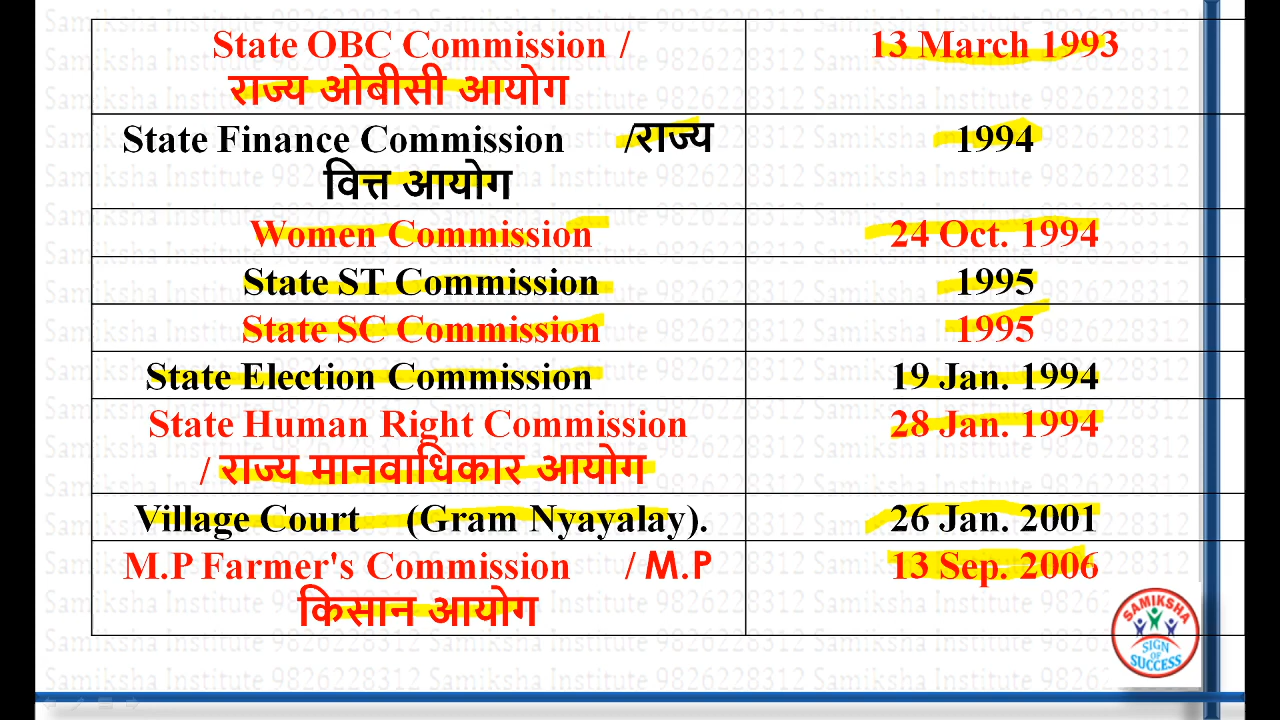 State OBC Commission / 13 March 1993
राज्य ओबीसी आयोग
State Finance Commission /राज्य 1994
वित्त आयोग
Women Commission 24 Oct. 1994
State ST Commission 1995
State SC Commission 1995
State Election Commission 19 Jan. 1994
State Human Right Commission 28 Jan. 1994
/ राज्य मानवाधिकार आयोग
Village Court (Gram Nyayalay). 26 Jan. 2001
M.P Farmer's Commission / M.P 13 Sep. 2006
किसान आयोग
SAMIKSHA
SIGN
OF
SUCCESS
Samiksha Institute 9826228312